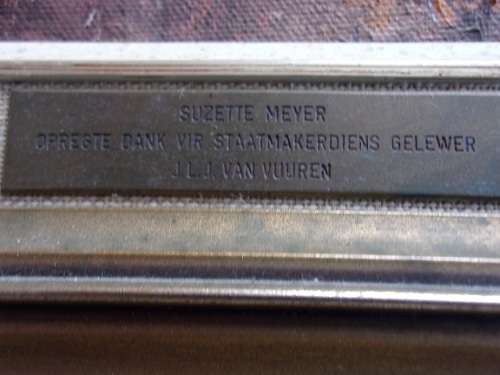 SUZETTE MEYER
OPREGTE DANK VIR STAATMAKERDIENS GELEWER
J.L.J. VAN VUUREN